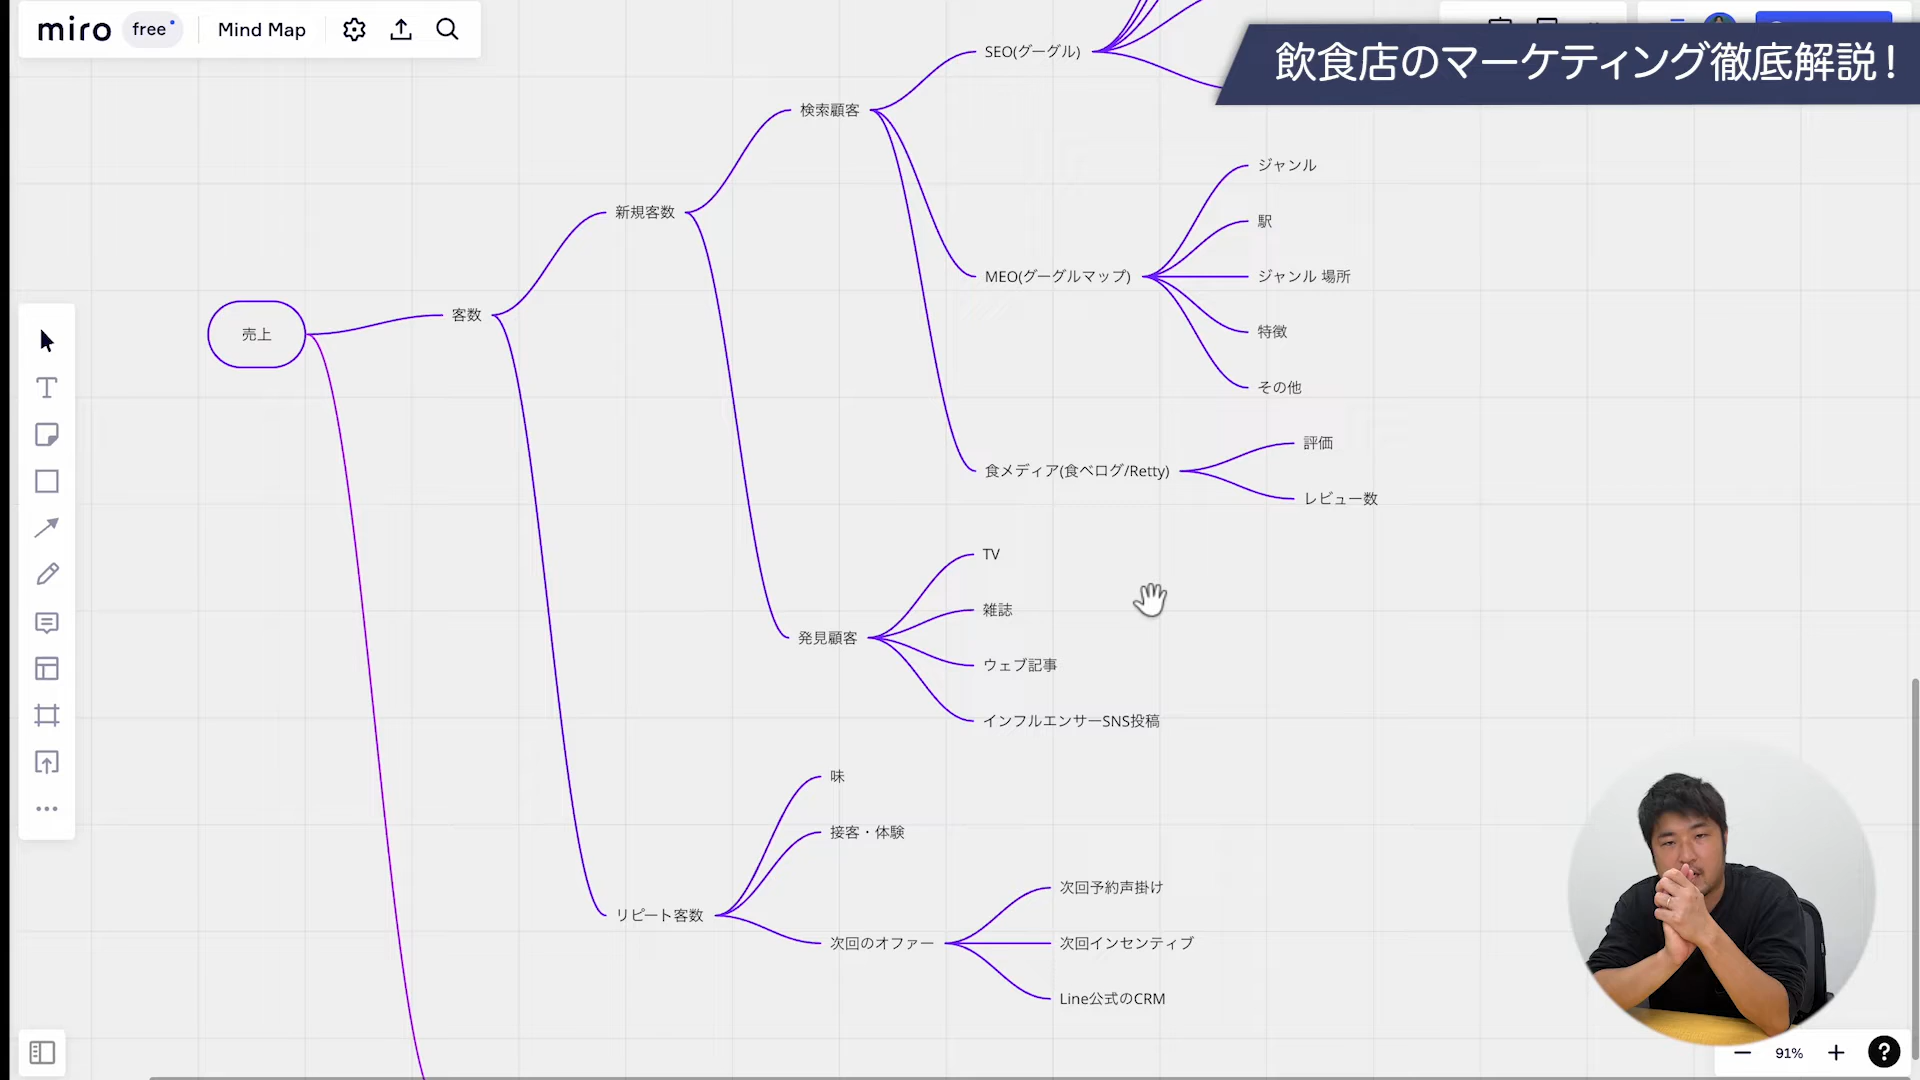 miro
free
Mind Map
飲食店のマーケティング徹底解説!
SEO(グーグル)
検索顧客
ジャンル
新規客数
駅
MEO(グーグルマップ)
ジャンル 場所
客数
売上
特徴
その他
評価
食メディア(食べログ/Retty)
レビュー数
TV
雑誌
発見顧客
ウェブ記事
インフルエンサーSNS投稿
味
接客・体験
次回予約声掛け
リピート客数
次回のオファー
次回インセンティブ
Line公式のCRM
91%